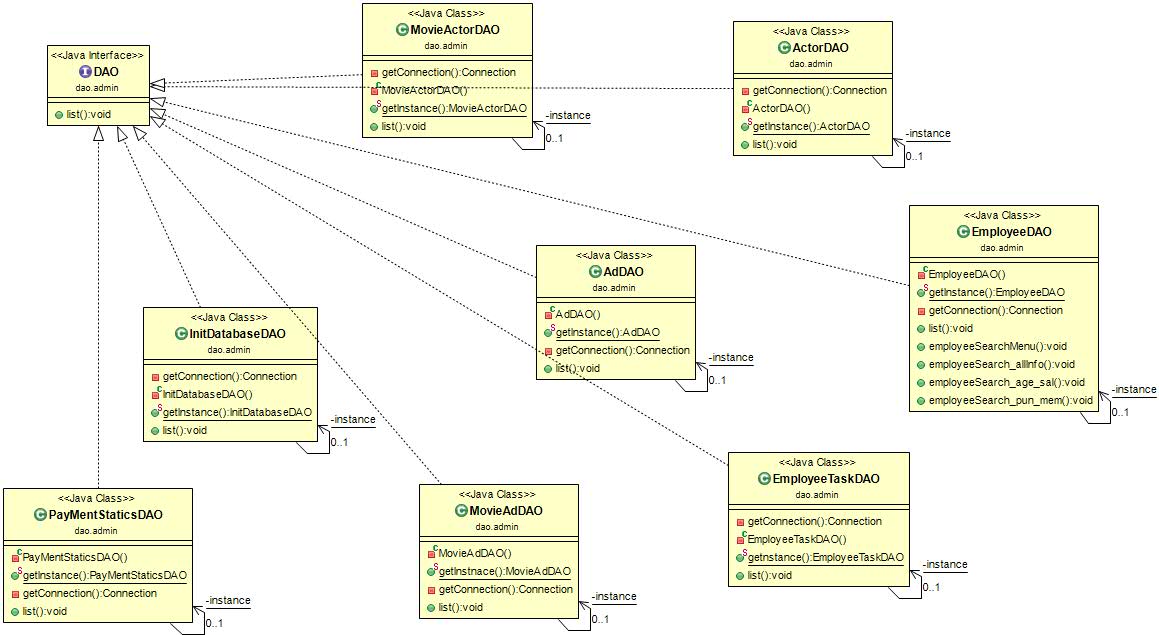 <<Java Interface>>
DAO
dao.admin
list():void
<<Java Class>>
MovieActorDAO
dao.admin
getConnection():Connection
MovieActorDAO()
getInstance():MovieActorDAO
list():void
-instance
0..1
<<Java Class>>
ActorDAO
dao.admin
getConnection():Connection
ActorDAO()
getInstance():ActorDAO
list():void
-instance
0..1
<<Java Class>>
EmployeeDAO
dao.admin
EmployeeDAO()
getInstance():EmployeeDAO
getConnection():Connection
list():void
employeeSearchMenu():void
employeeSearch_allInfo():void
employeeSearch_age_sal():void
employeeSearch_pun_mem():void
-instance
0..1
<<Java Class>>
AdDAO
dao.admin
AdDAO()
getInstance():AdDAO
getConnection():Connection
list():void
-instance
0..1
<<Java Class>>
InitDatabaseDAO
dao.admin
getConnection():Connection
InitDatabaseDAO()
getInstance():InitDatabaseDAO
list():void
-instance
0..1
<<Java Class>>
PayMentStaticsDAO
dao.admin
PayMentStaticsDAO()
getInstance():PayMentStaticsDAO
getConnection():Connection
list():void
-instance
0..1
<<Java Class>>
MovieAdDAO
dao.admin
MovieAdDAO()
getInstnace():MovieAdDAO
getConnection():Connection
list():void
-instance
0..1
<<Java Class>>
EmployeeTaskDAO
dao.admin
getConnection():Connection
EmployeeTaskDAO()
getnstance():EmployeeTaskDAO
list():void
-instance
0..1